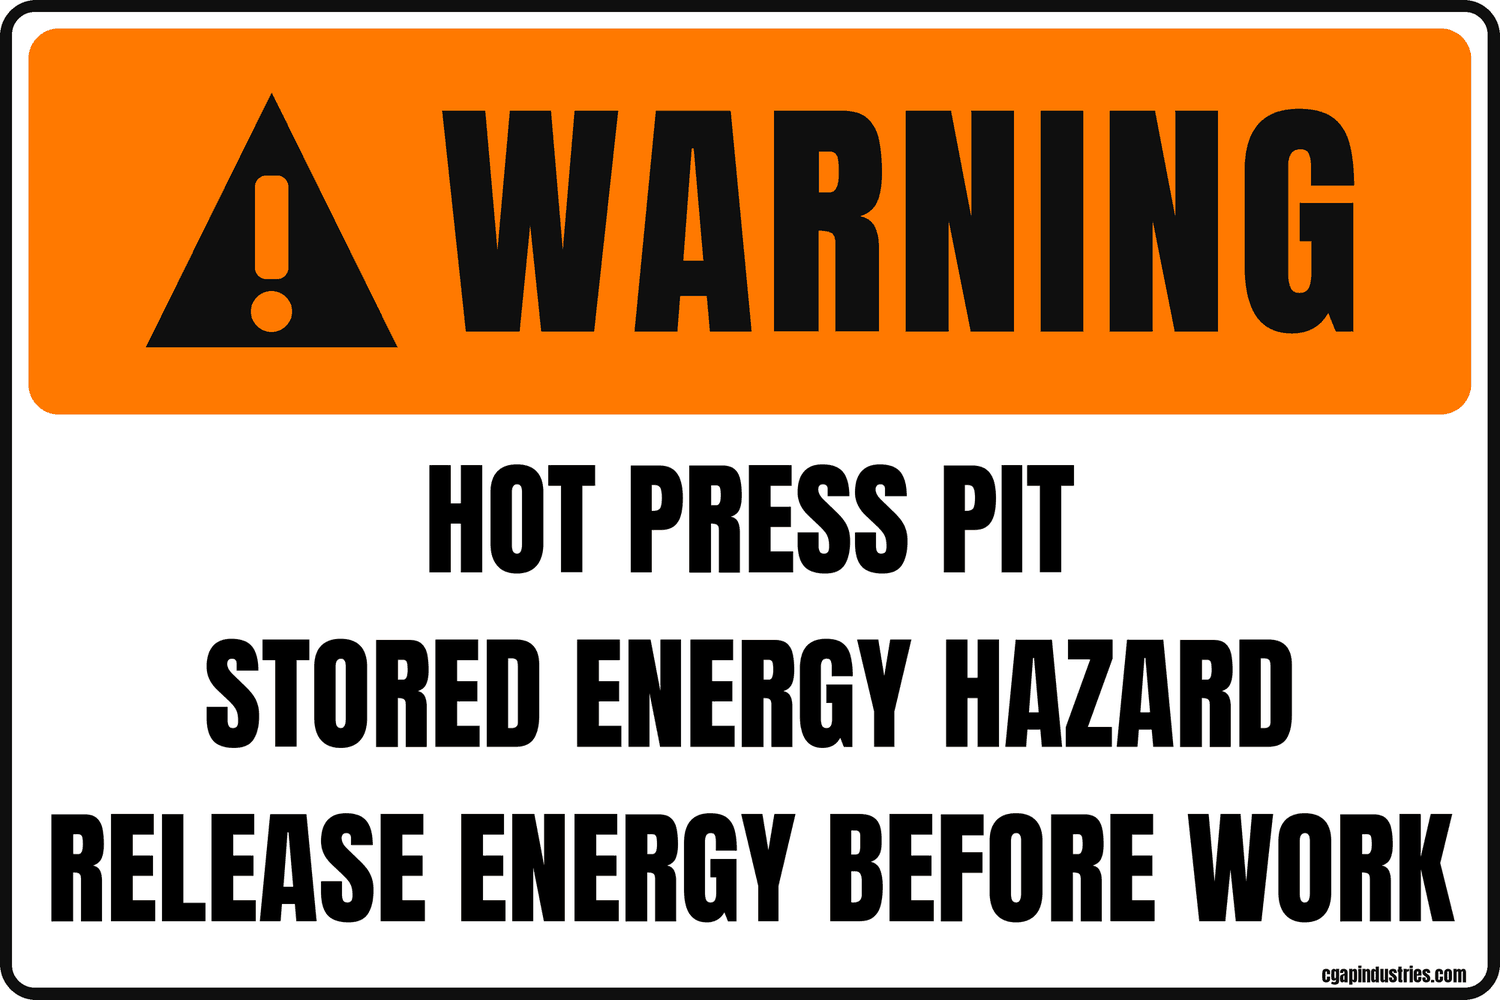 WARNING
HOT PRESS PIT
STORED ENERGY HAZARD
RELEASE ENERGY BEFORE WORK
cgapindustries.com